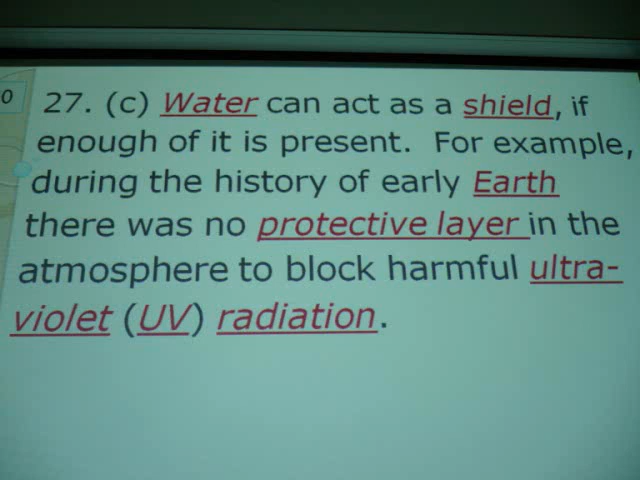 0
27. (c) Water can act as a shield, if
enough of it is present. For example,
during the history of early Earth
there was no protective layer in the
atmosphere to block harmful ultra-
violet (UV) radiation.